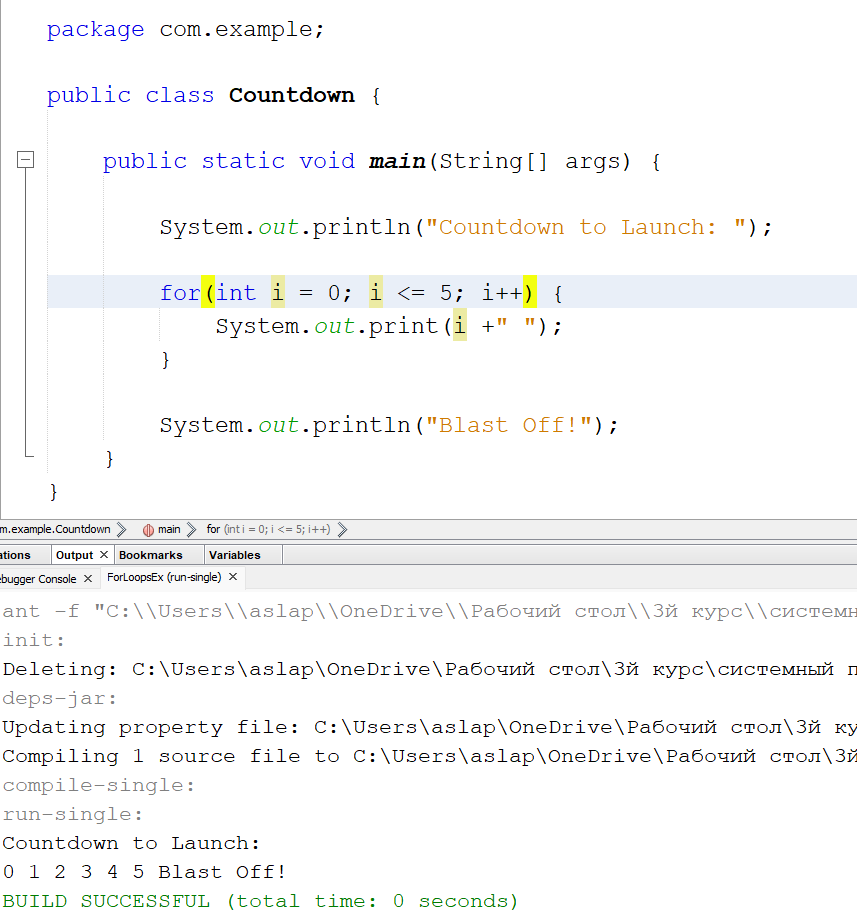 package com.example;
public class Countdown {
public static void main(String[] args) {
System.out.println("Countdown to Launch: ");
for(int i = 0; i <= 5; i++) {
System.out.print(i +" ");
}
System.out.println("Blast Off!");
}
}
m.example.Countdown main for (int i = 0; i <= 5; i++)
ations Output Bookmarks Variables
ebugger Console ForLoopsEx (run-single)
ant -f "C:\\Users\\aslap\\OneDrive\\Рабочий стол\\3й курс\\системн
init:
Deleting: C:\Users\aslap\OneDrive\Рабочий стол\3й курс\системный п
deps-jar:
Updating property file: C:\Users\aslap\OneDrive\Рабочий стол\3й ку
Compiling 1 source file to C:\Users\aslap\OneDrive\Рабочий стол\3й
compile-single:
run-single:
Countdown to Launch:
0 1 2 3 4 5 Blast Off!
BUILD SUCCESSFUL (total time: 0 seconds)